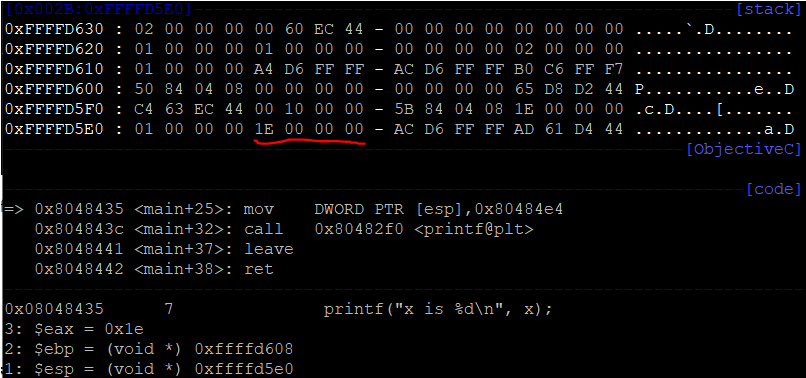 [0x002B:0xFFFFD5E0] [stack]
0xFFFFD630 : 02 00 00 00 00 60 EC 44 - 00 00 00 00 00 00 00 00 .....`.D........
0xFFFFD620 : 01 00 00 00 01 00 00 00 - 00 00 00 00 02 00 00 00 ................
0xFFFFD610 : 01 00 00 00 A4 D6 FF FF - AC D6 FF FF B0 C6 FF F7 ................
0xFFFFD600 : 50 84 04 08 00 00 00 00 - 00 00 00 00 65 D8 D2 44 P...........e..D
0xFFFFD5F0 : C4 63 EC 44 00 10 00 00 - 5B 84 04 08 1E 00 00 00 .c.D....[.......
0xFFFFD5E0 : 01 00 00 00 1E 00 00 00 - AC D6 FF FF AD 61 D4 44 .............a.D
[ObjectiveC]
[code]
=> 0x8048435 <main+25>: mov DWORD PTR [esp],0x80484e4
0x804843c <main+32>: call 0x80482f0 <printf@plt>
0x8048441 <main+37>: leave
0x8048442 <main+38>: ret
0x08048435 7 printf("x is %d\n", x);
3: $eax = 0x1e
2: $ebp = (void *) 0xffffd608
1: $esp = (void *) 0xffffd5e0